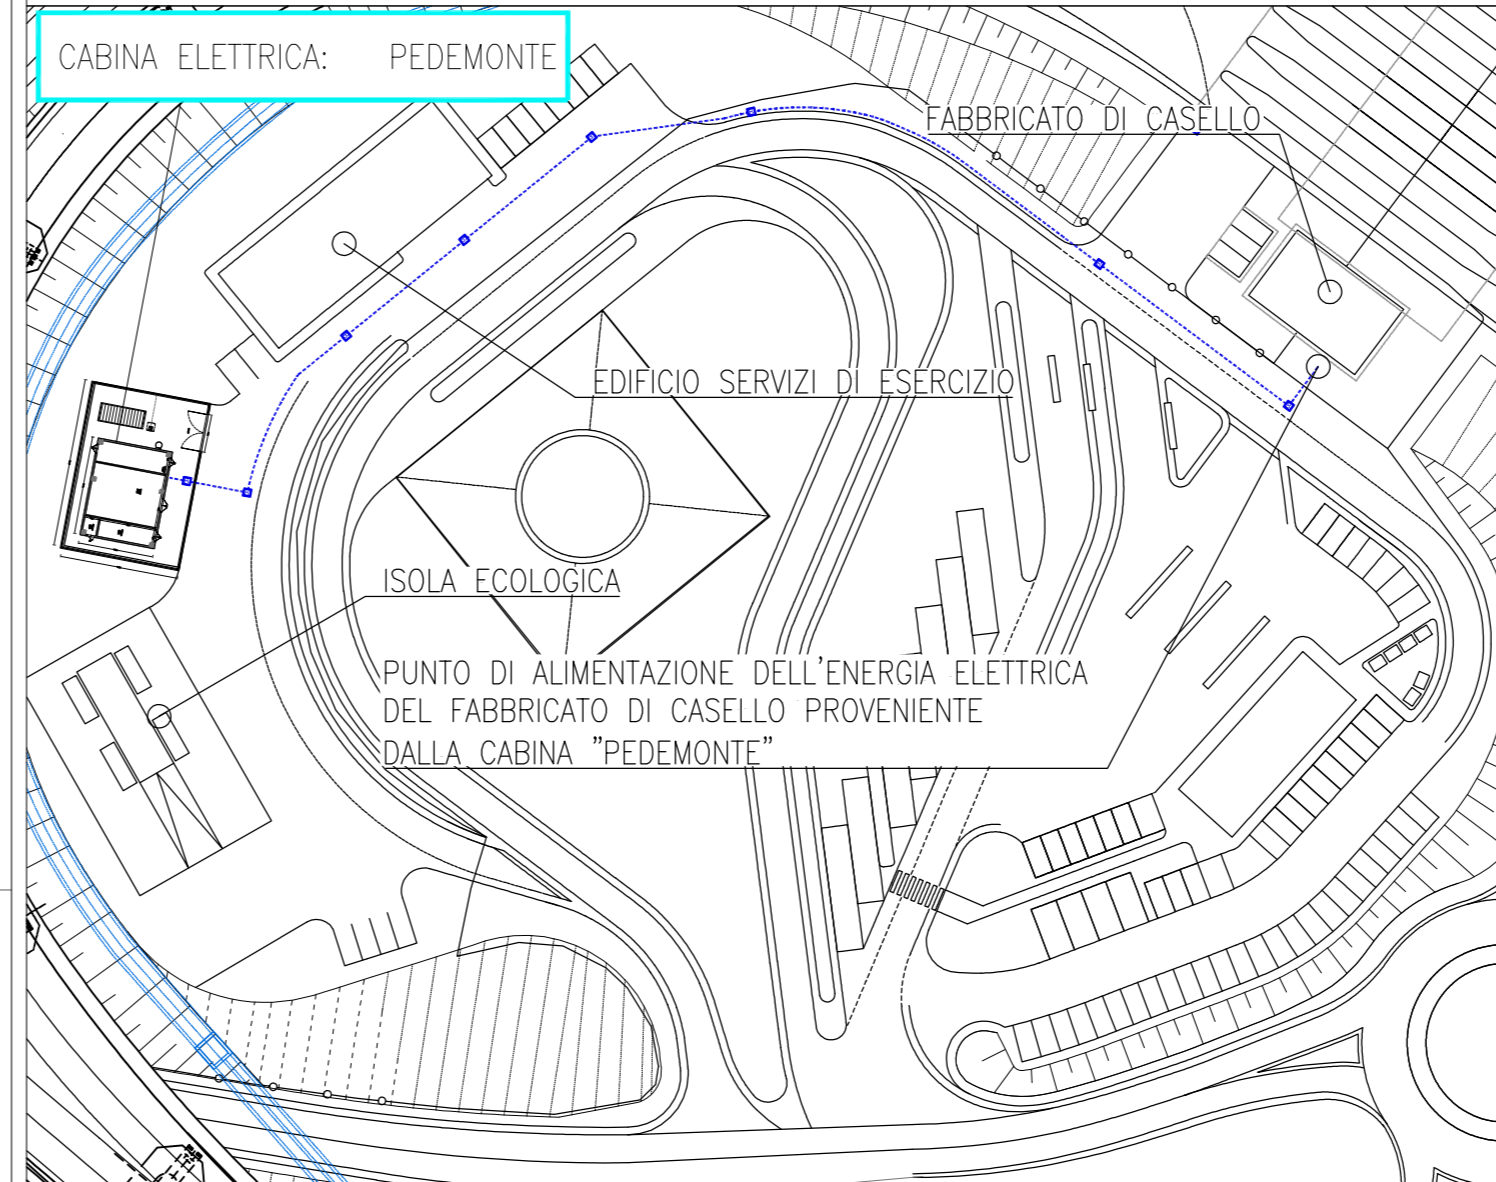 CABINA ELETTRICA: PEDEMONTE
FABBRICATO DI CASELLO
EDIFICIO SERVIZI DI ESERCIZIO
ISOLA ECOLOGICA
PUNTO DI ALIMENTAZIONE DELL'ENERGIA ELETTRICA
DEL FABBRICATO DI CASELLO PROVENIENTE
DALLA CABINA "PEDEMONTE"